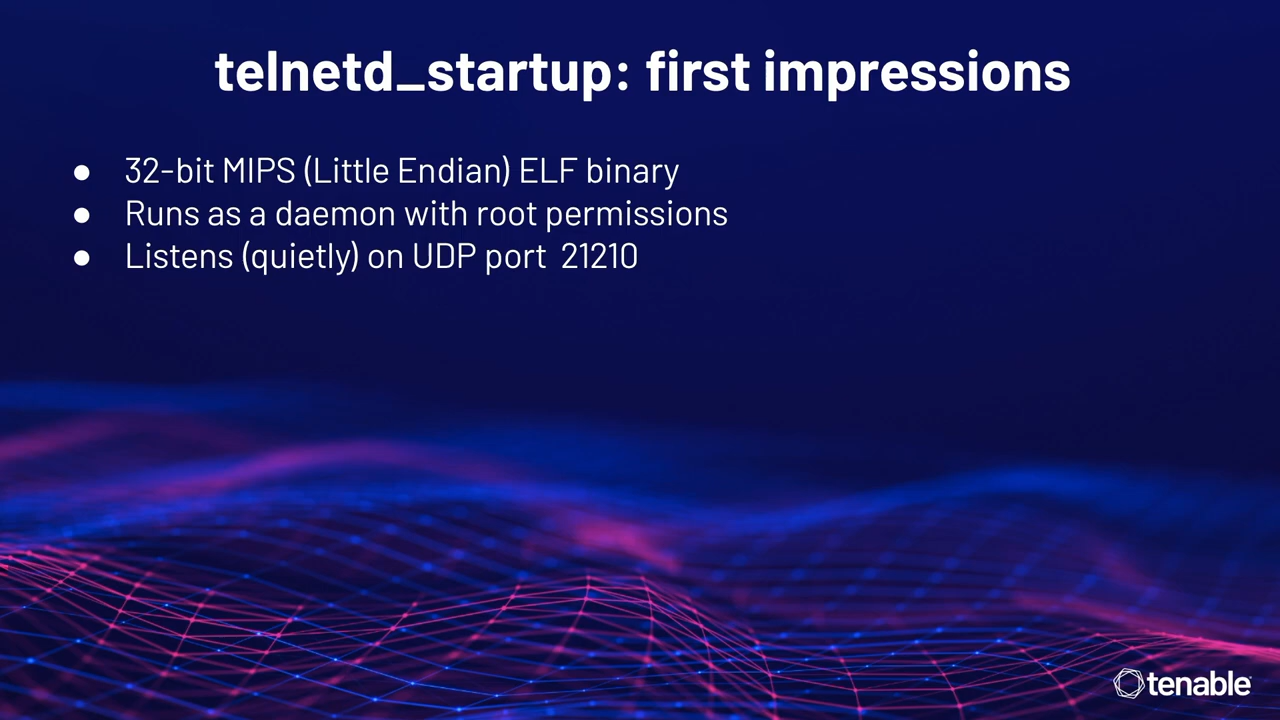 telnetd_startup: first impressions
● 32-bit MIPS (Little Endian) ELF binary
● Runs as a daemon with root permissions
● Listens (quietly) on UDP port  21210
tenable